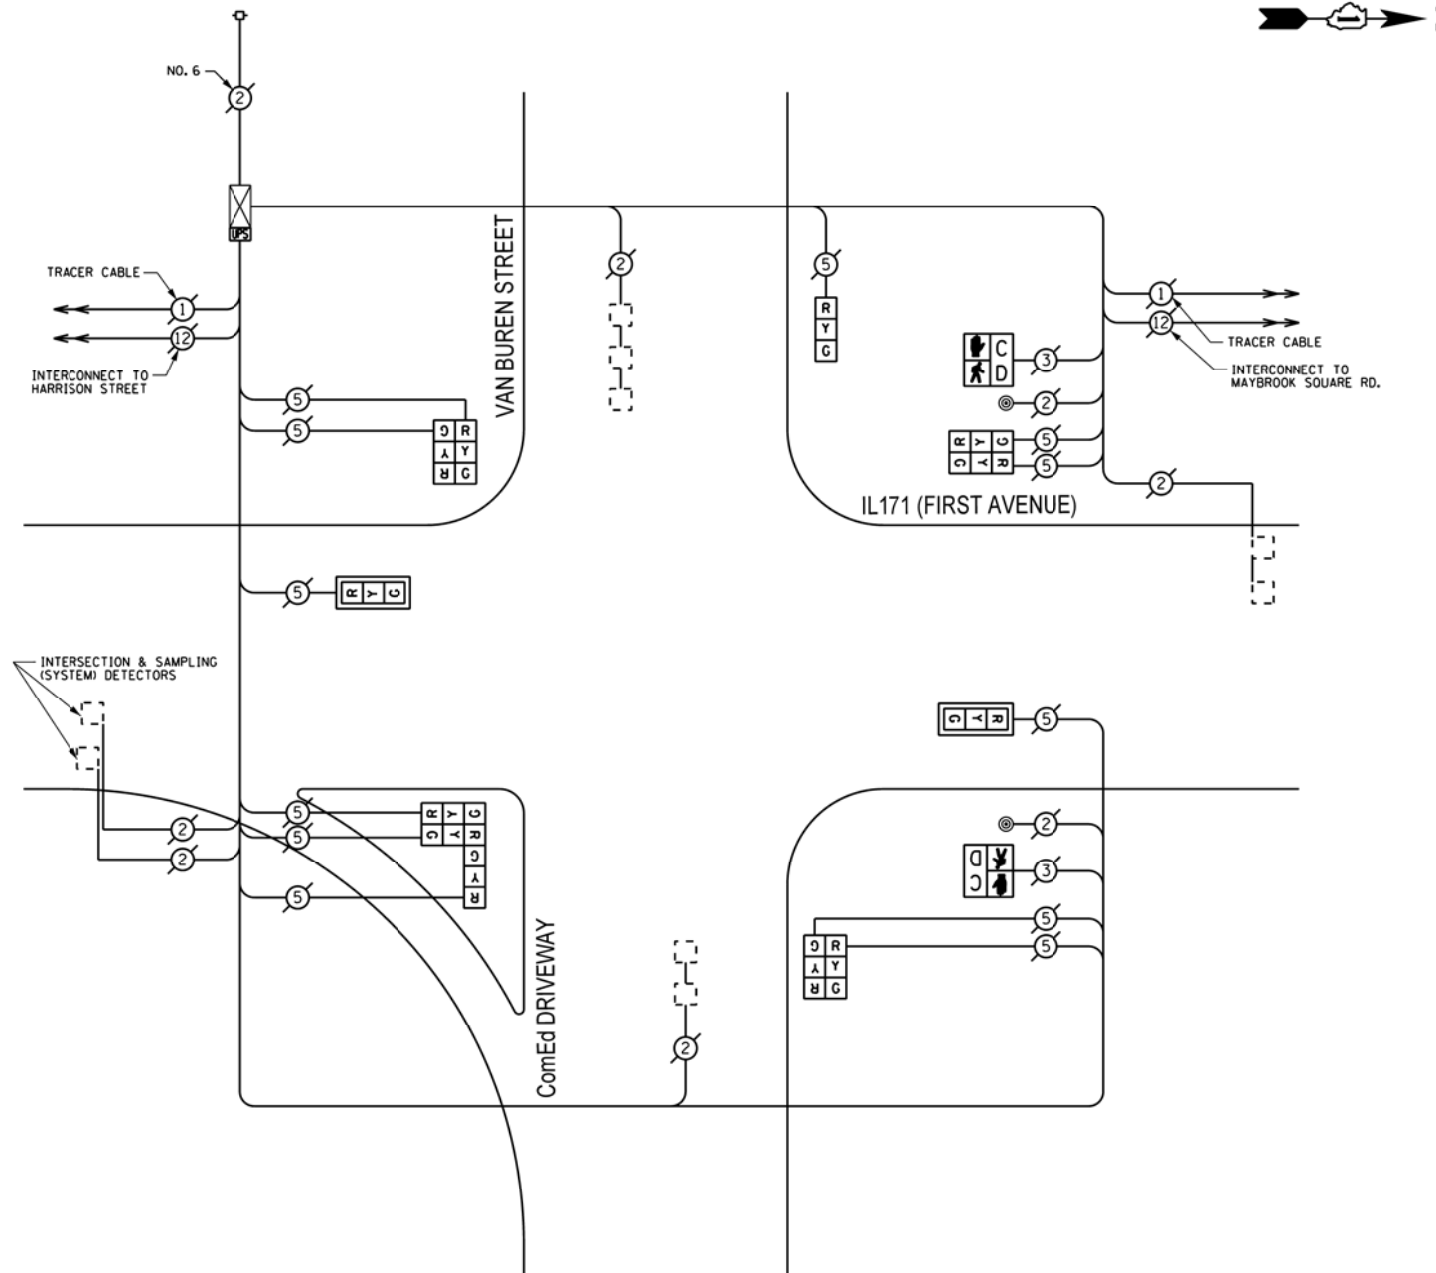 NO. 6
2
UPS
VAN BUREN STREET
2
5
R
Y
G
TRACER CABLE
1
12
INTERCONNECT TO
HARRISON STREET
1
12
TRACER CABLE
INTERCONNECT TO
MAYBROOK SQUARE RD.
C
D
3
2
5
5
G R
Y Y
R G
5
5
R Y G
G Y R
2
IL171 (FIRST AVENUE)
5
R Y G
INTERSECTION & SAMPLING
(SYSTEM) DETECTORS
2
2
G Y R
5
5
5
5
R Y G
G Y R
G
Y
R
2
D
C
3
5
5
G R
Y Y
R G
ComEd DRIVEWAY
2